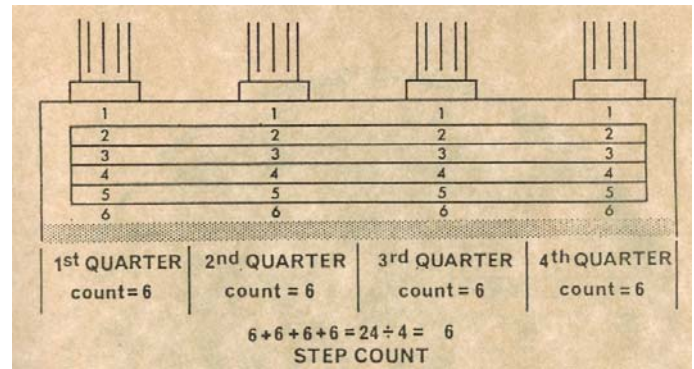 1 1 1 1
2 2 2 2
3 3 3 3
4 4 4 4
5 5 5 5
6 6 6 6
1st QUARTER 2nd QUARTER 3rd QUARTER 4th QUARTER
count=6 count = 6 count = 6 count = 6
6+6+6+6=24÷4= 6
STEP COUNT